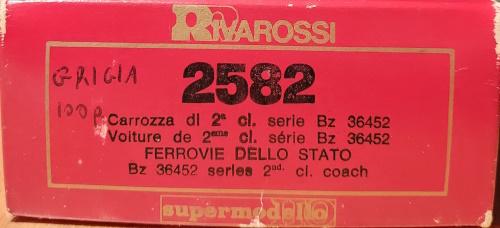 RIVAROSSI
GRIGIA
2582
Carrozza di 2ª cl. serie Bz 36452
Voiture de 2ème cl. série Bz 36452
FERROVIE DELLO STATO
Bz 36452 series 2nd. cl. coach
supermodello